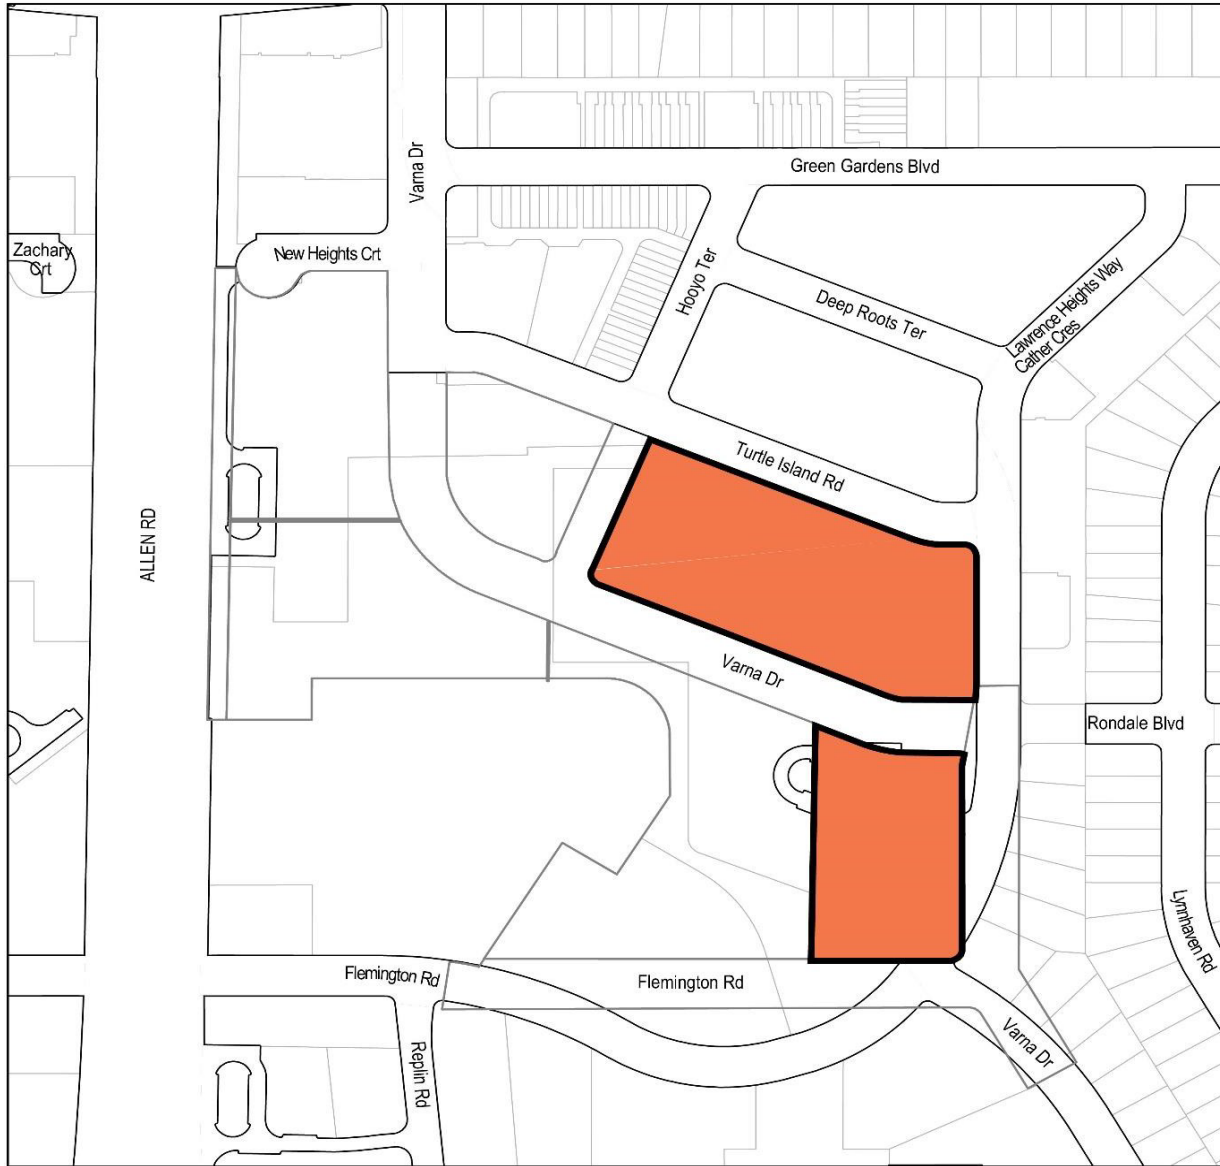 Varna Dr
Green Gardens Blvd
Zachary
Crt
New Heights Crt
Hooyo Ter
Deep Roots Ter
Lawrence Heights Way
Cather Cres
Turtle Island Rd
ALLEN RD
Varna Dr
Rondale Blvd
Lynnhaven Rd
Flemington Rd
Flemington Rd
Varna Dr
Replin Rd